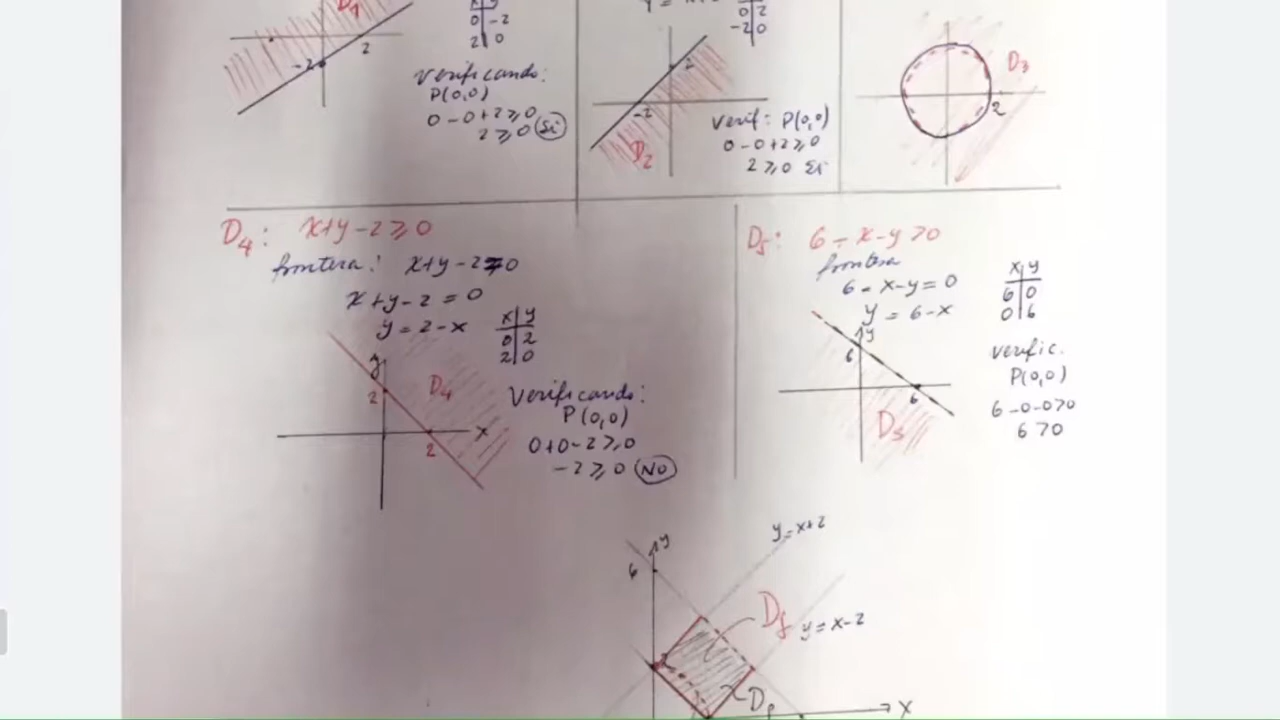 D1
x y
0 -2
2 0
2
-2
Verificando:
P(0,0)
0-0+2≥0
2≥0 Si
0 2
-2 0
2
-2
D2
verif: P(0,0)
0-0+2≥0
2≥0 Si
D3
2
D4: x+y-2≥0
frontera: x+y-2=0
x+y-2=0
y=2-x
x y
0 2
2 0
y
2
D4
x
2
Verificando:
P(0,0)
0+0-2≥0
-2≥0 No
D5: 6-x-y>0
frontera
6-x-y=0
y=6-x
x y
6 0
0 6
y
6
6
D5
verific.
P(0,0)
6-0-0>0
6>0
y=x+2
y
6
Df
y=x-2
2
Df
x